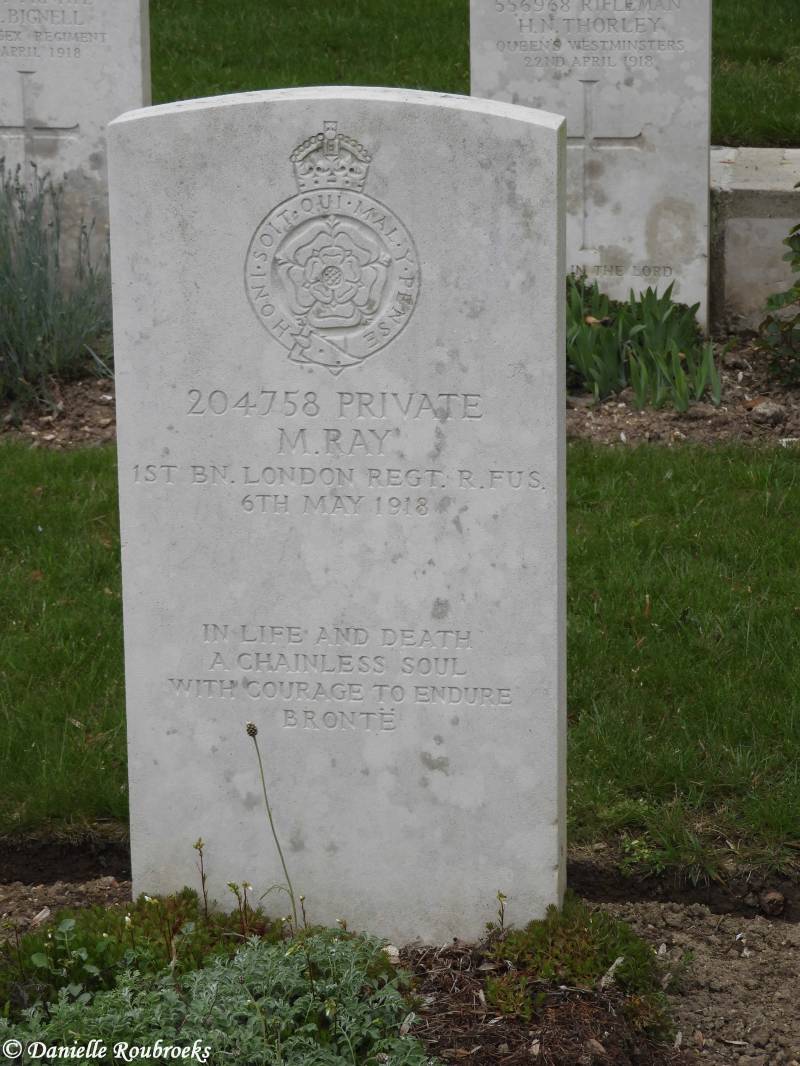 BIGNELL
SEX REGIMENT
APRIL 1918
556968 RIFLEMAN
H.N. THORLEY
QUEEN'S WESTMINSTERS
22ND APRIL 1918
IN THE LORD
HONI·SOIT·QUI·MAL·Y·PENSE
204758 PRIVATE
M.RAY
1ST BN. LONDON REGT. R.FUS.
6TH MAY 1918
IN LIFE AND DEATH
A CHAINLESS SOUL
WITH COURAGE TO ENDURE
BRONTË
© Danielle Roubroeks